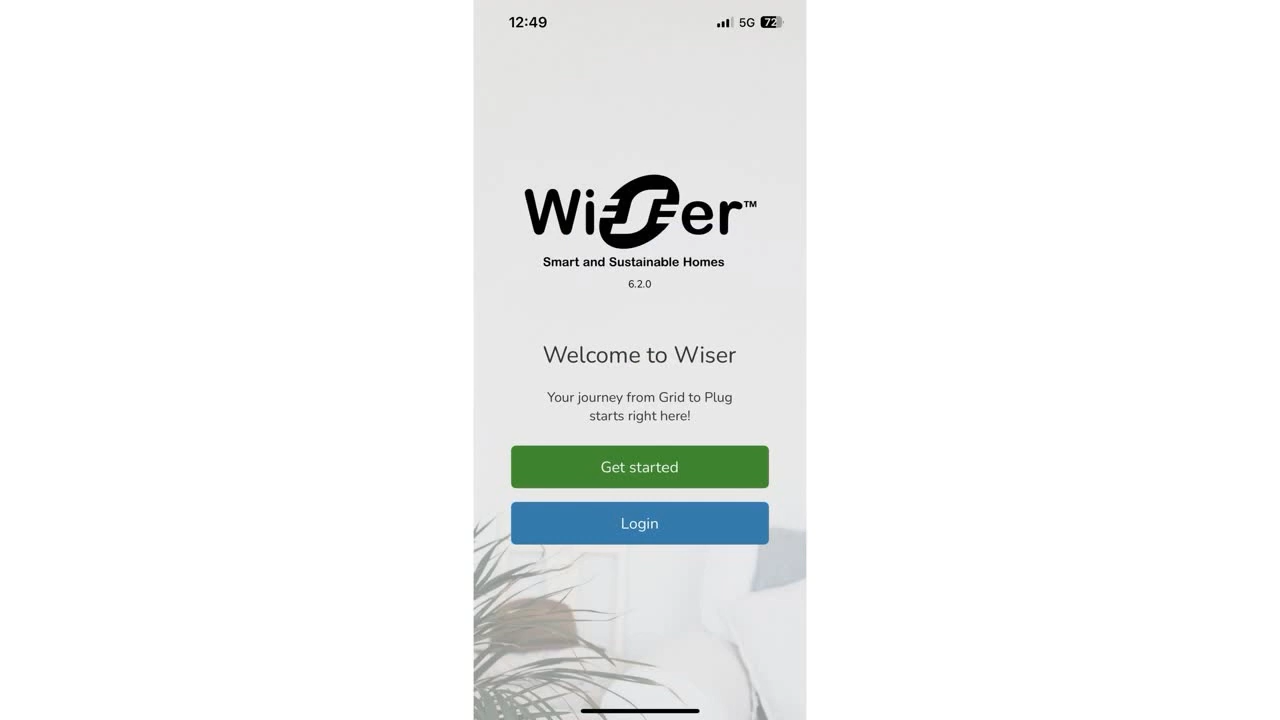 12:49
5G
72
Wiser™
Smart and Sustainable Homes
6.2.0
Welcome to Wiser
Your journey from Grid to Plug
starts right here!
Get started
Login